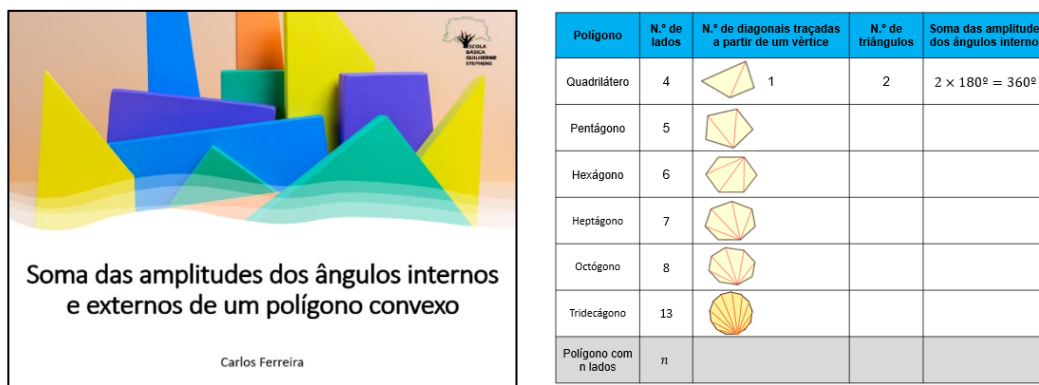 ESCOLA
BÁSICA
GUILHERME
STEPHENS
Soma das amplitudes dos ângulos internos
e externos de um polígono convexo
Carlos Ferreira
Polígono
N.º de
lados
N.º de diagonais traçadas
a partir de um vértice
N.º de
triângulos
Soma das amplitude
dos ângulos interno
Quadrilátero 4 1 2 2 × 180º = 360º
Pentágono 5
Hexágono 6
Heptágono 7
Octógono 8
Tridecágono 13
Polígono com
n lados
n